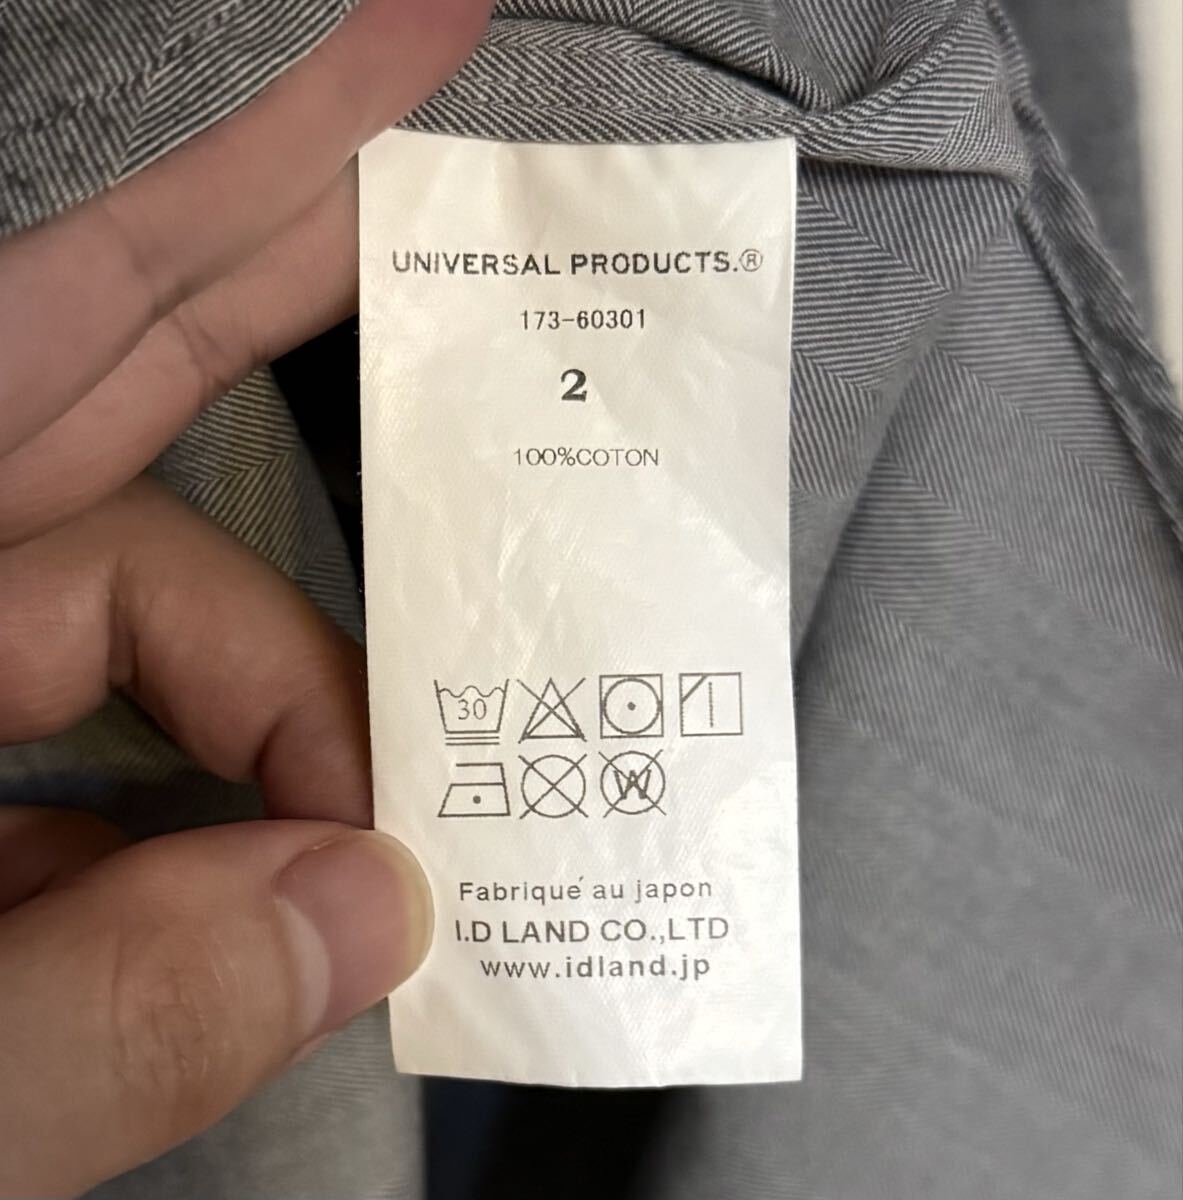 UNIVERSAL PRODUCTS.®
173-60301
2
100%COTON
30
W
Fabriqué au japon
I.D LAND CO.,LTD
www.idland.jp